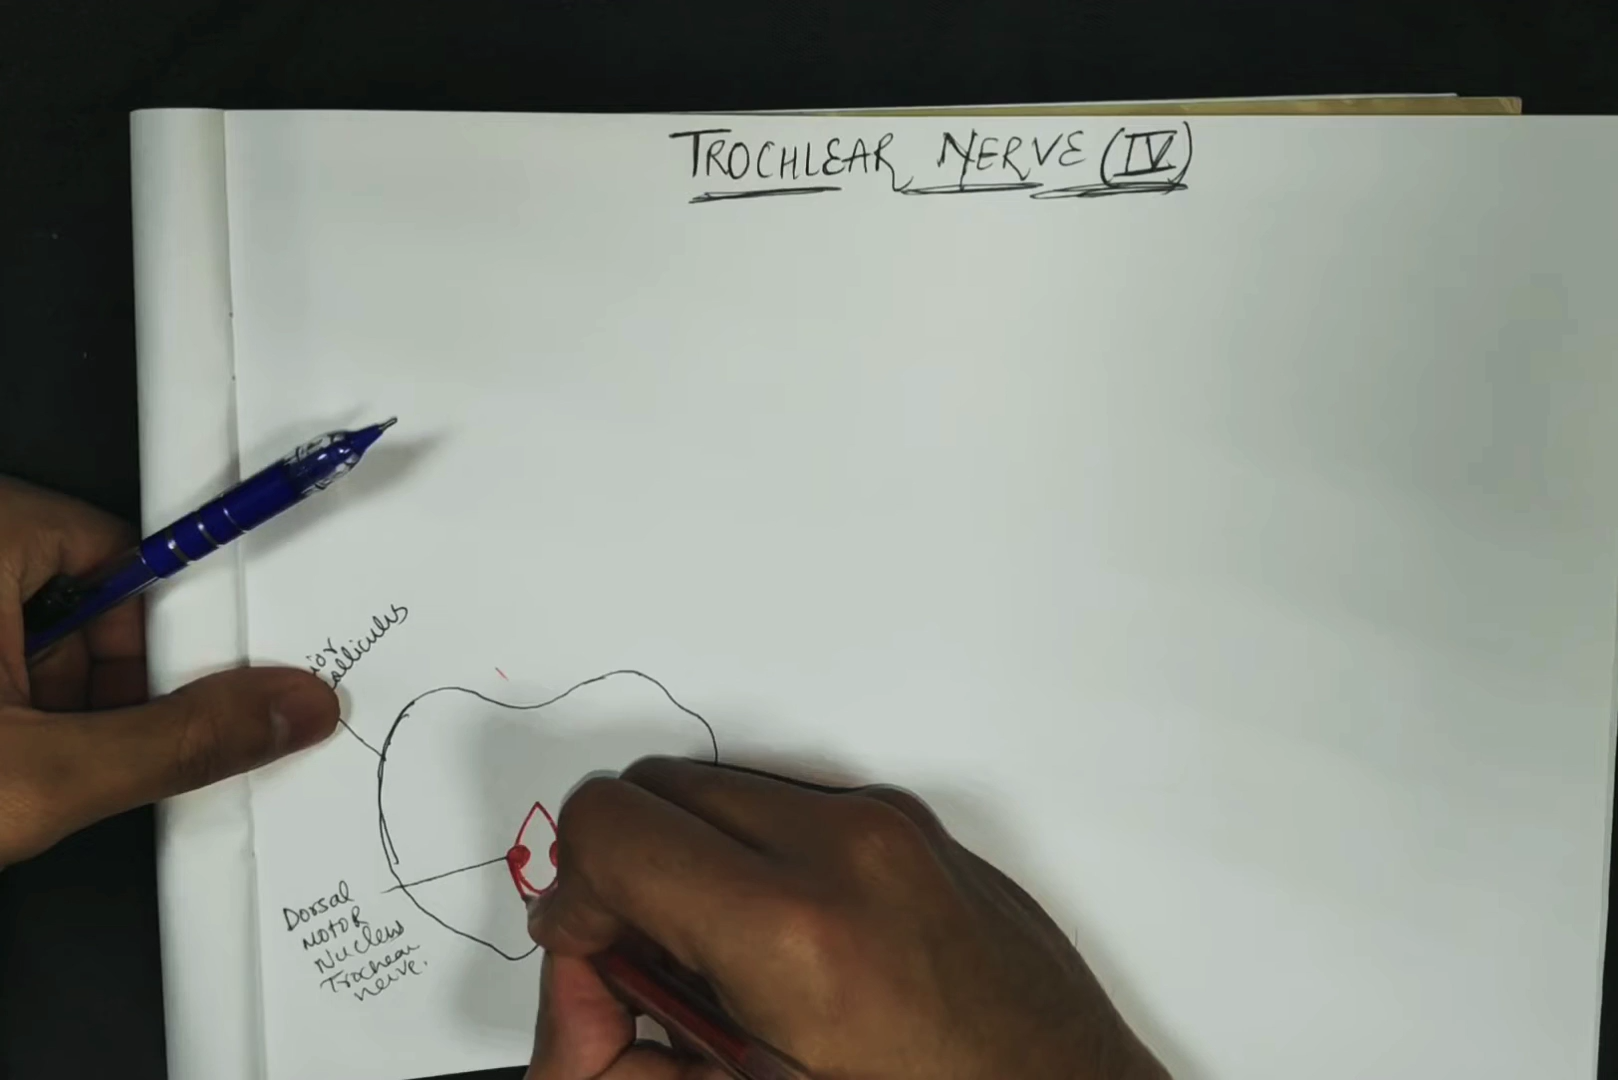 TROCHLEAR NERVE (IV)
colliculus
Dorsal
Motor
Nucleus
Trochear
nerve.